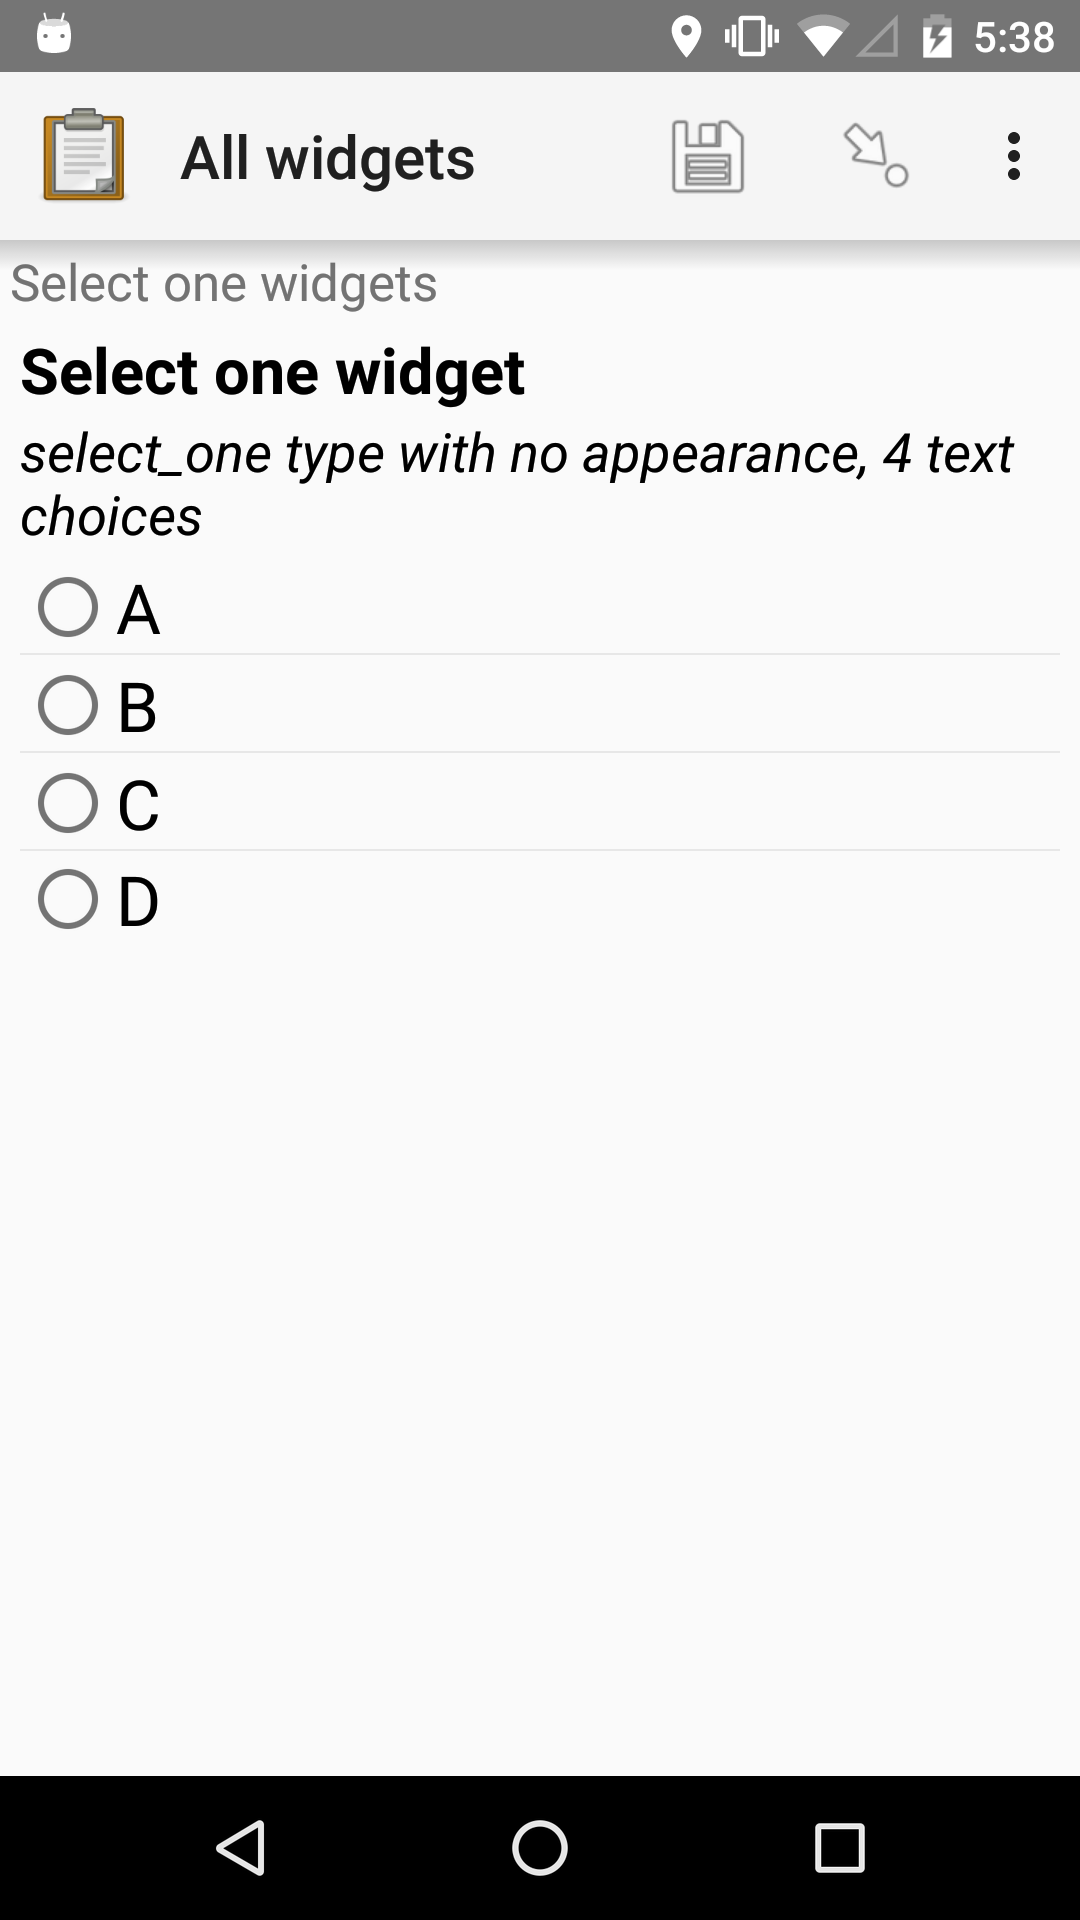 5:38
All widgets
Select one widgets
Select one widget
select_one type with no appearance, 4 text
choices
A
B
C
D